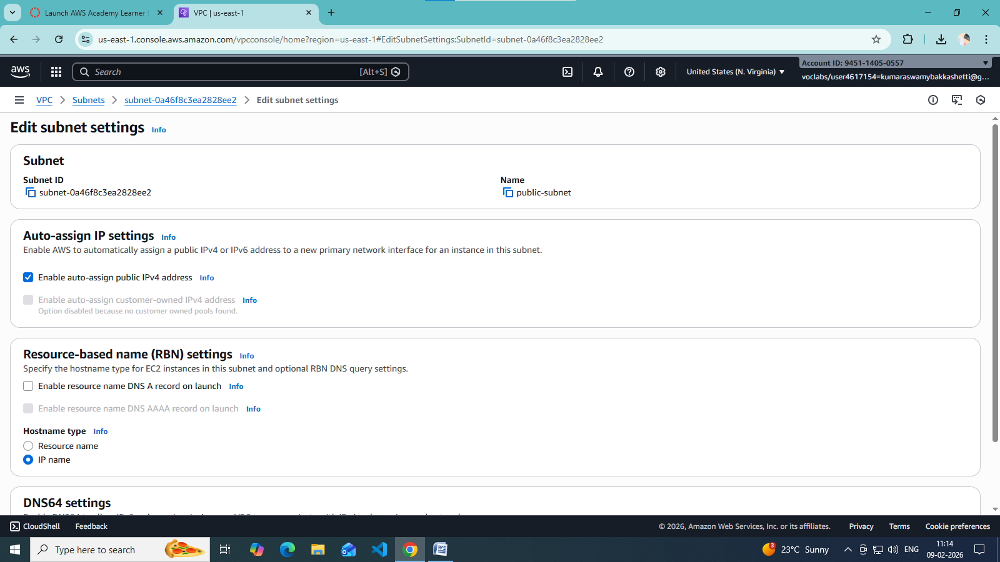 Launch AWS Academy Learner
VPC | us-east-1
us-east-1.console.aws.amazon.com/vpcconsole/home?region=us-east-1#EditSubnetSettings:SubnetId=subnet-0a46f8c3ea2828ee2
aws
Search
[Alt+S]
United States (N. Virginia)
Account ID: 9451-1405-0557
voclabs/user4617154=kumaraswamybakkashetti@g...
VPC
Subnets
subnet-0a46f8c3ea2828ee2
Edit subnet settings
Edit subnet settings Info
Subnet
Subnet ID
subnet-0a46f8c3ea2828ee2
Name
public-subnet
Auto-assign IP settings Info
Enable AWS to automatically assign a public IPv4 or IPv6 address to a new primary network interface for an instance in this subnet.
Enable auto-assign public IPv4 address Info
Enable auto-assign customer-owned IPv4 address Info
Option disabled because no customer owned pools found.
Resource-based name (RBN) settings Info
Specify the hostname type for EC2 instances in this subnet and optional RBN DNS query settings.
Enable resource name DNS A record on launch Info
Enable resource name DNS AAAA record on launch Info
Hostname type Info
Resource name
IP name
DNS64 settings
CloudShell
Feedback
© 2026, Amazon Web Services, Inc. or its affiliates.
Privacy
Terms
Cookie preferences
Type here to search
3
23°C Sunny
ENG
11:14
09-02-2026